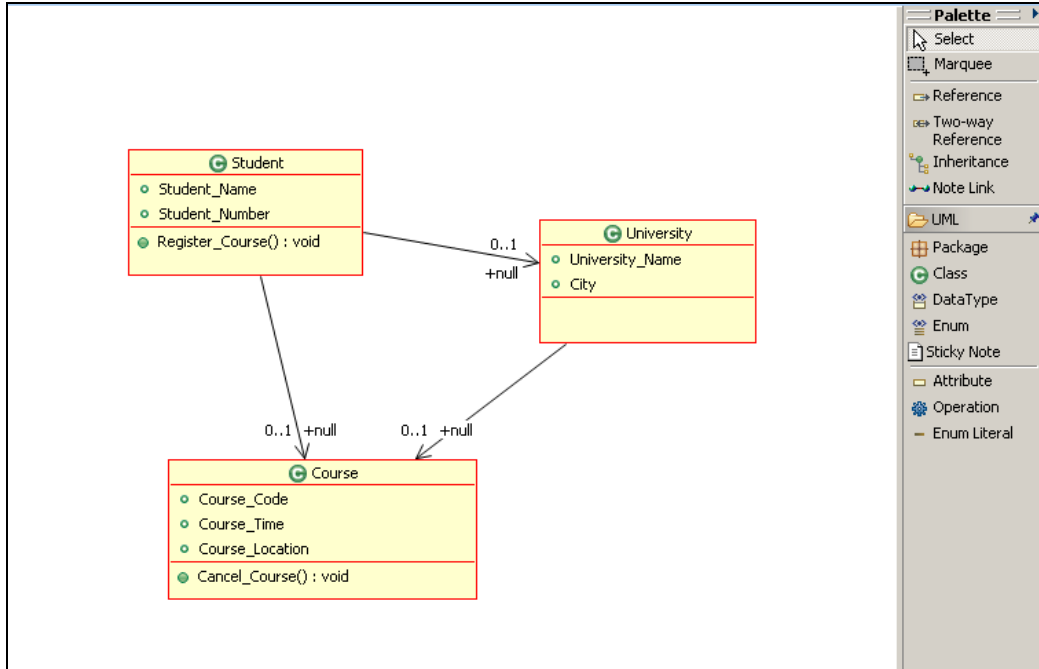 Student
Student_Name
Student_Number
Register_Course() : void
0..1
+null
University
University_Name
City
0..1 +null
0..1 +null
Course
Course_Code
Course_Time
Course_Location
Cancel_Course() : void
Palette
Select
Marquee
Reference
Two-way
Reference
Inheritance
Note Link
UML
Package
Class
DataType
Enum
Sticky Note
Attribute
Operation
Enum Literal